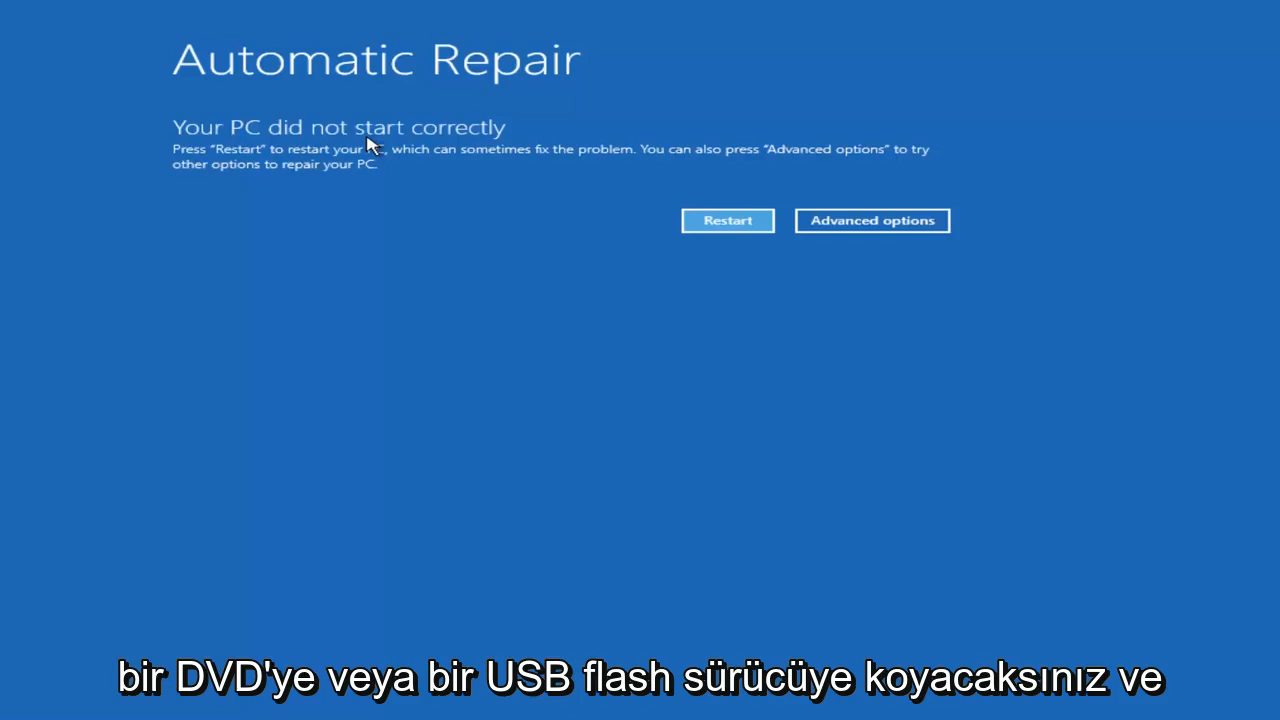 Automatic Repair
Your PC did not start correctly
Press “Restart” to restart your PC, which can sometimes fix the problem. You can also press “Advanced options” to try
other options to repair your PC.
Restart
Advanced options
bir DVD'ye veya bir USB flash sürücüye koyacaksınız ve